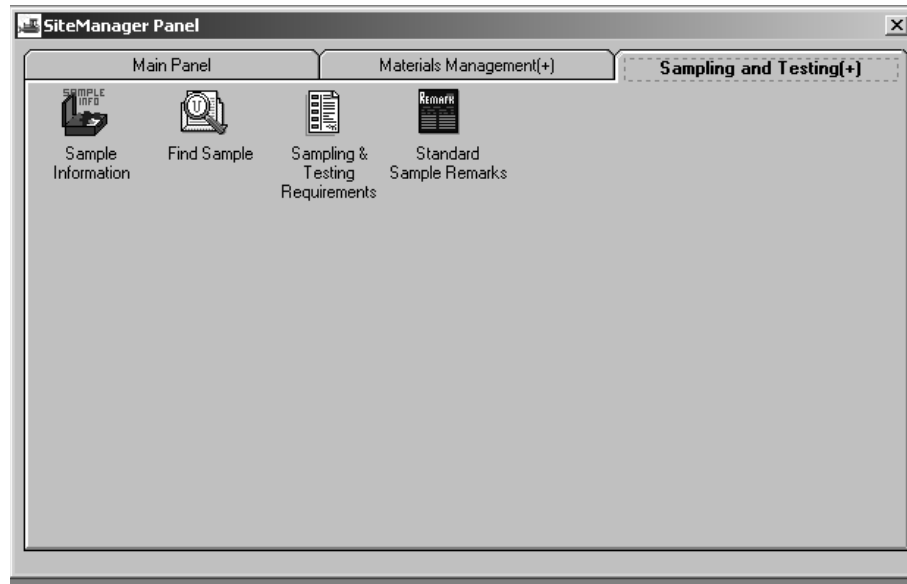 SiteManager Panel
Main Panel
Materials Management(+)
Sampling and Testing(+)
SAMPLE
INFO
Sample
Information
U
Find Sample
Sampling &
Testing
Requirements
REMARK
Standard
Sample Remarks